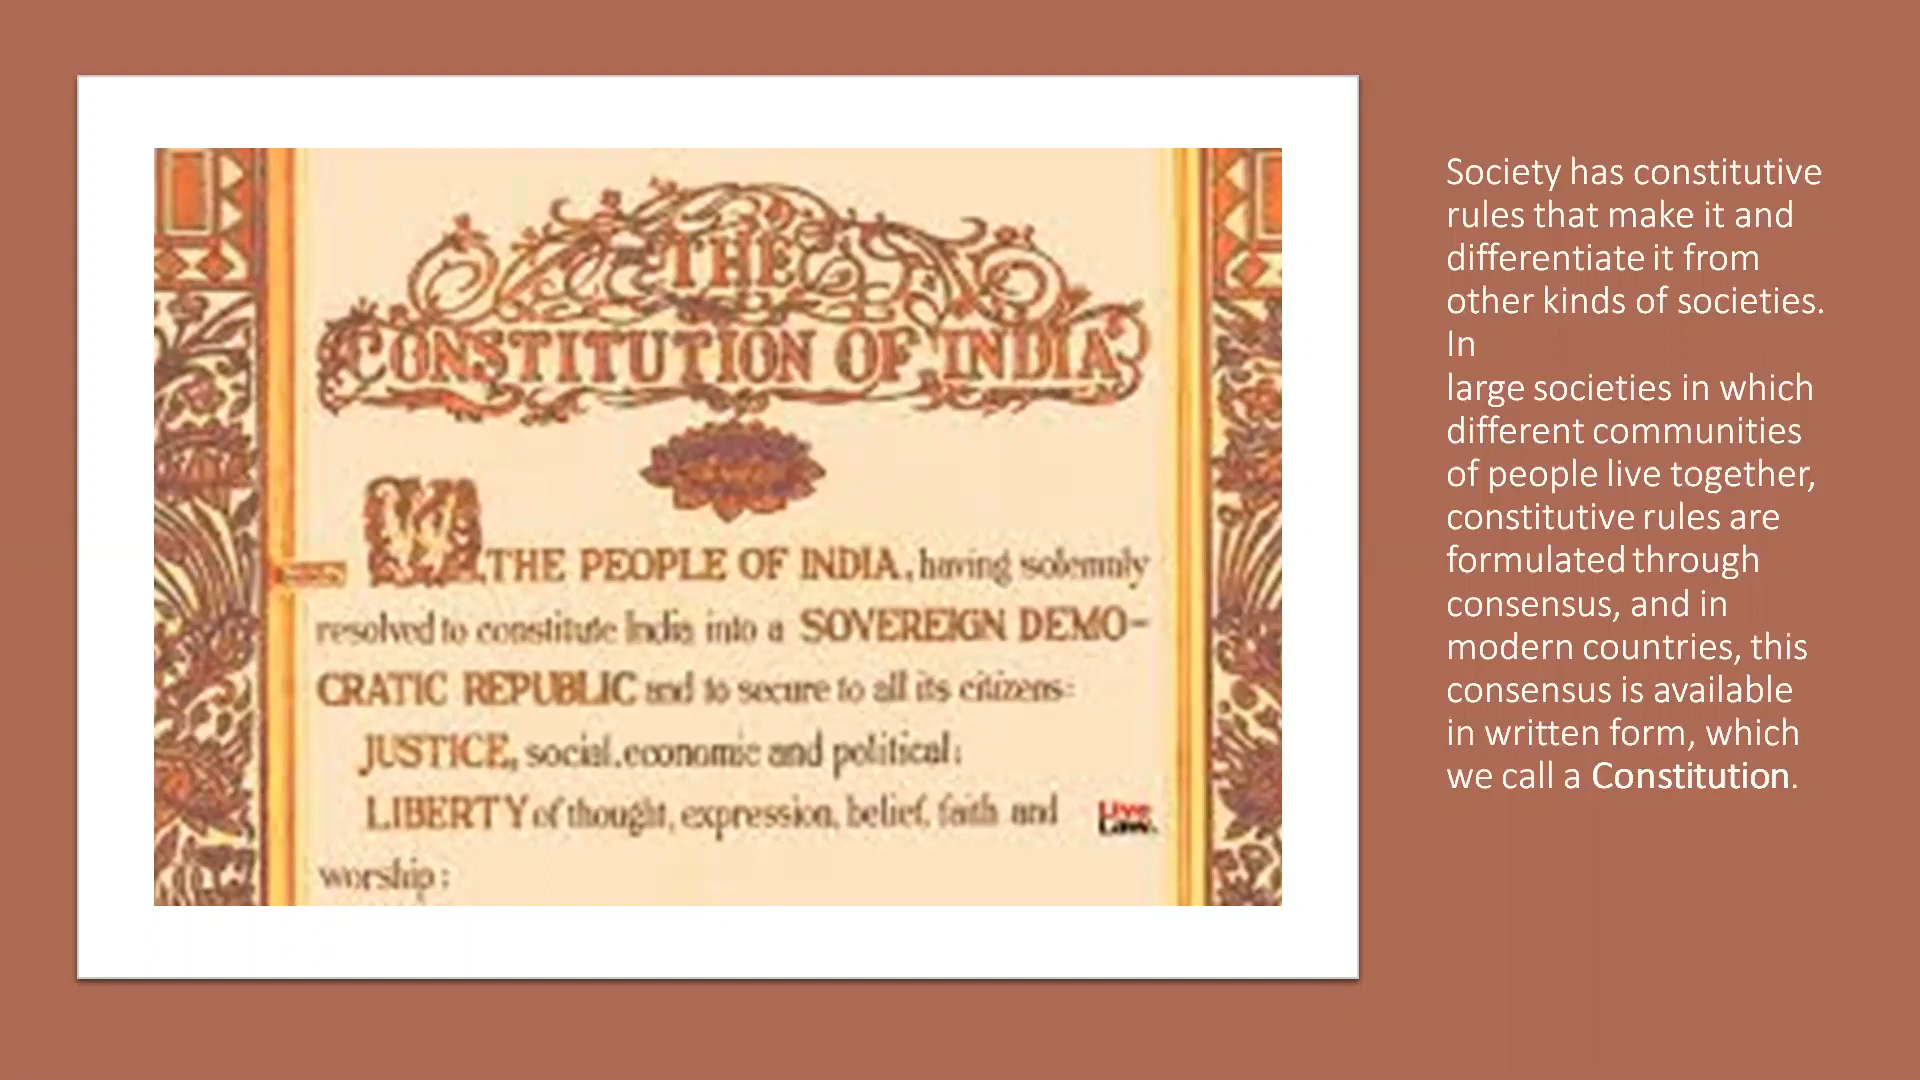 THE
CONSTITUTION OF INDIA
WE, THE PEOPLE OF INDIA, having solemnly
resolved to constitute India into a SOVEREIGN DEMO-
CRATIC REPUBLIC and to secure to all its citizens:
JUSTICE, social, economic and political;
LIBERTY of thought, expression, belief, faith and
worship;
Live
Law.
Society has constitutive
rules that make it and
differentiate it from
other kinds of societies.
In
large societies in which
different communities
of people live together,
constitutive rules are
formulated through
consensus, and in
modern countries, this
consensus is available
in written form, which
we call a Constitution.